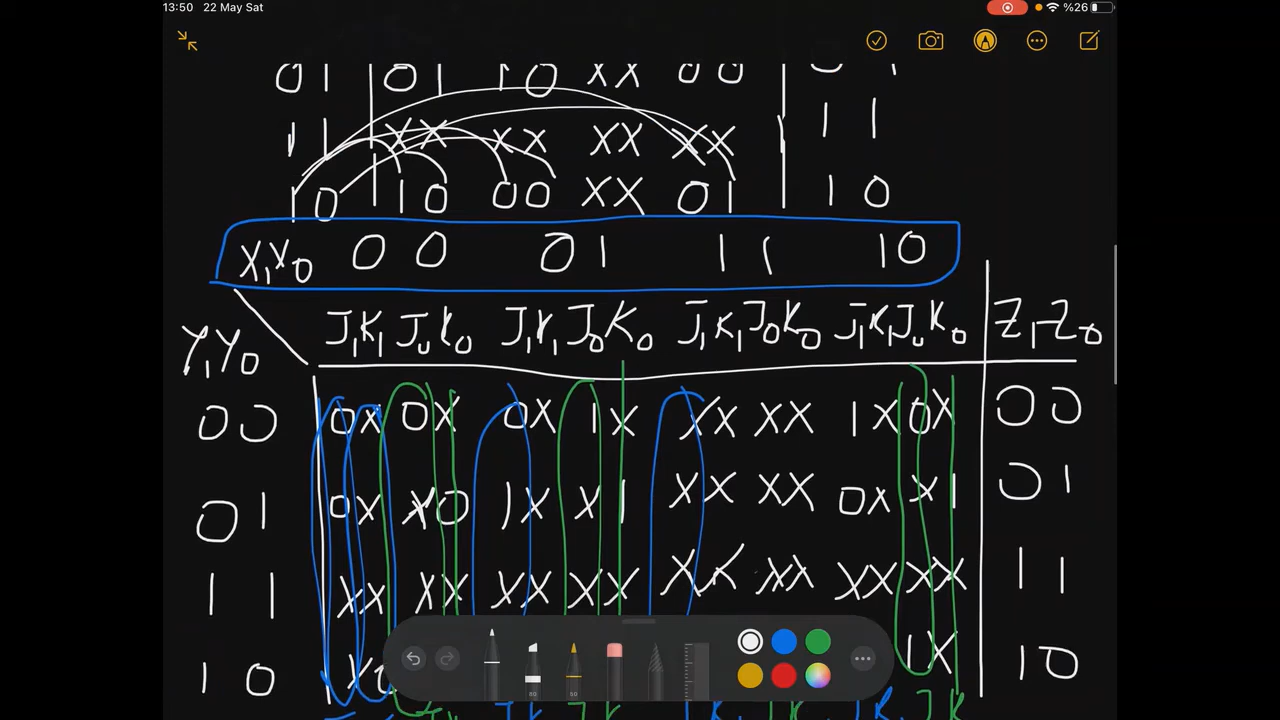 13:50 22 May Sat %26
01 01 10 XX 00
11 XX XX XX XX 11
10 10 00 XX 01 10
X₁X₀ 00 01 11 10
Y₁Y₀ J₁K₁ J₀K₀ J₁K₁ J₀K₀ J₁K₁ J₀K₀ J₁K₁ J₀K₀ Z₁Z₀
00 0X 0X 0X 1X XX XX 1X 0X 00
01 0X X0 1X X1 XX XX 0X X1 01
11 XX XX XX XX XX XX XX XX 11
10 X0 1X 10
80 50